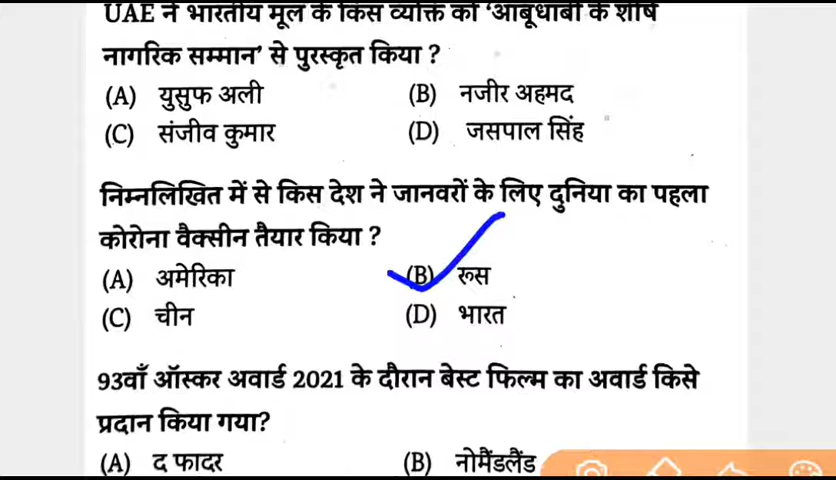 UAE ने भारतीय मूल के किस व्यक्ति को ‘आबूधाबी के शीर्ष
नागरिक सम्मान’ से पुरस्कृत किया ?
(A) युसुफ अली (B) नजीर अहमद
(C) संजीव कुमार (D) जसपाल सिंह
निम्नलिखित में से किस देश ने जानवरों के लिए दुनिया का पहला
कोरोना वैक्सीन तैयार किया ?
(A) अमेरिका (B) रूस
(C) चीन (D) भारत
93वाँ ऑस्कर अवार्ड 2021 के दौरान बेस्ट फिल्म का अवार्ड किसे
प्रदान किया गया?
(A) द फादर (B) नोमैंडलैंड